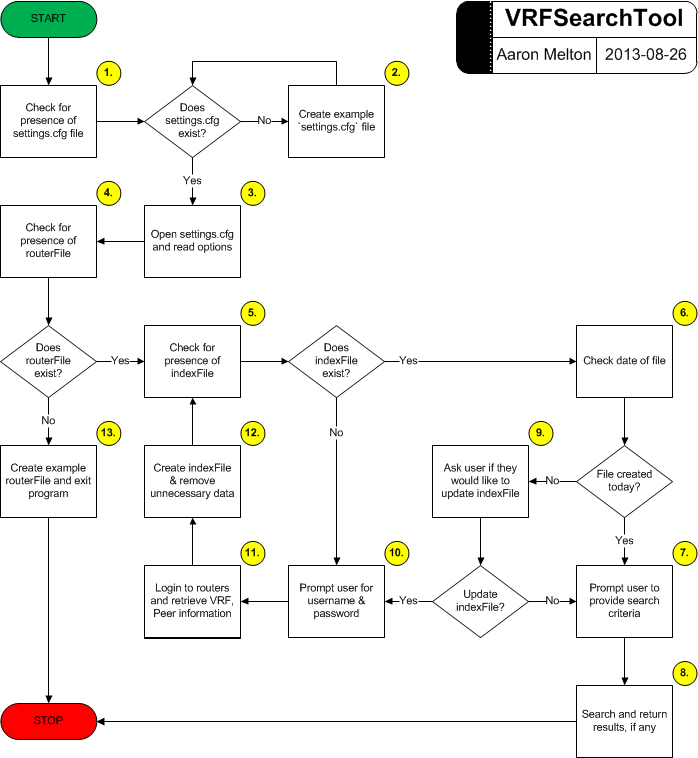 START
VRFSearchTool
Aaron Melton
2013-08-26
1.
Check for
presence of
settings.cfg file
Does
settings.cfg
exist?
No
2.
Create example
`settings.cfg` file
Yes
4.
Check for
presence of
routerFile
3.
Open settings.cfg
and read options
Does
routerFile
exist?
Yes
5.
Check for
presence of
indexFile
Does
indexFile
exist?
Yes
6.
Check date of file
No
13.
Create example
routerFile and exit
program
12.
Create indexFile
& remove
unnecessary data
No
9.
Ask user if they
would like to
update indexFile
No
File created
today?
Yes
11.
Login to routers
and retrieve VRF,
Peer information
10.
Prompt user for
username &
password
Yes
Update
indexFile?
No
7.
Prompt user to
provide search
criteria
8.
Search and return
results, if any
STOP